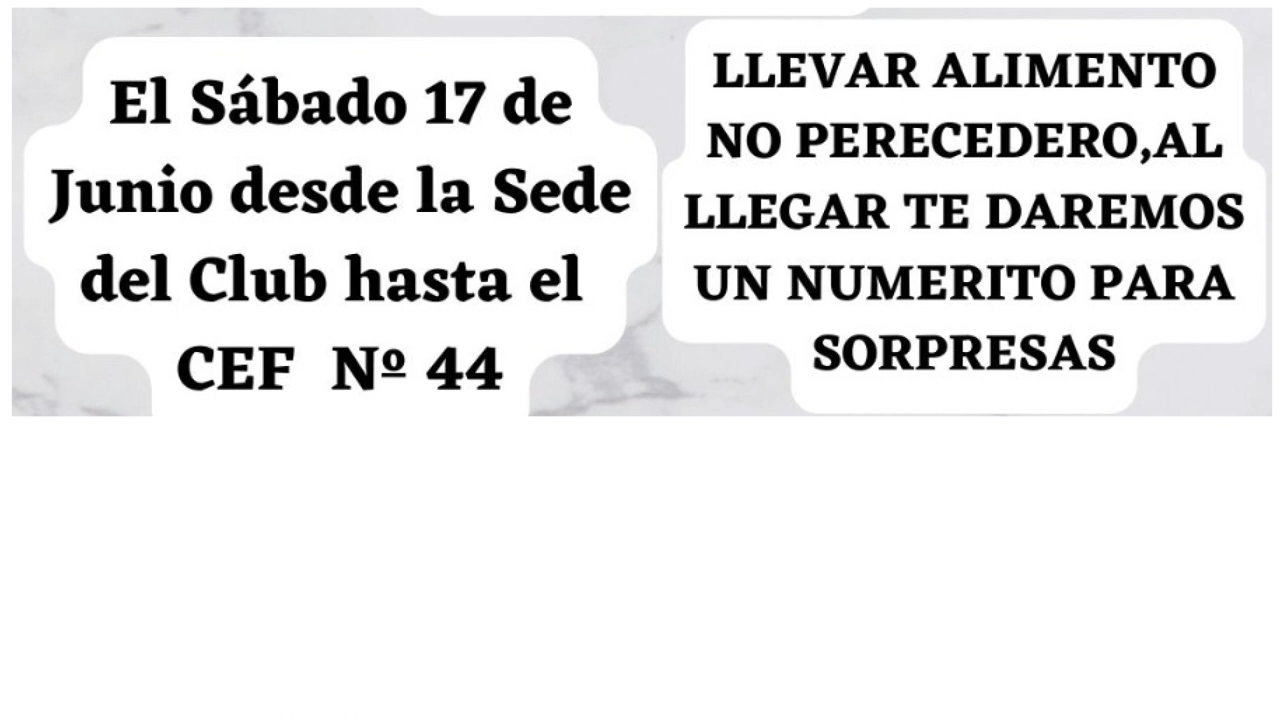 El Sábado 17 de
Junio desde la Sede
del Club hasta el
CEF Nº 44
LLEVAR ALIMENTO
NO PERECEDERO,AL
LLEGAR TE DAREMOS
UN NUMERITO PARA
SORPRESAS